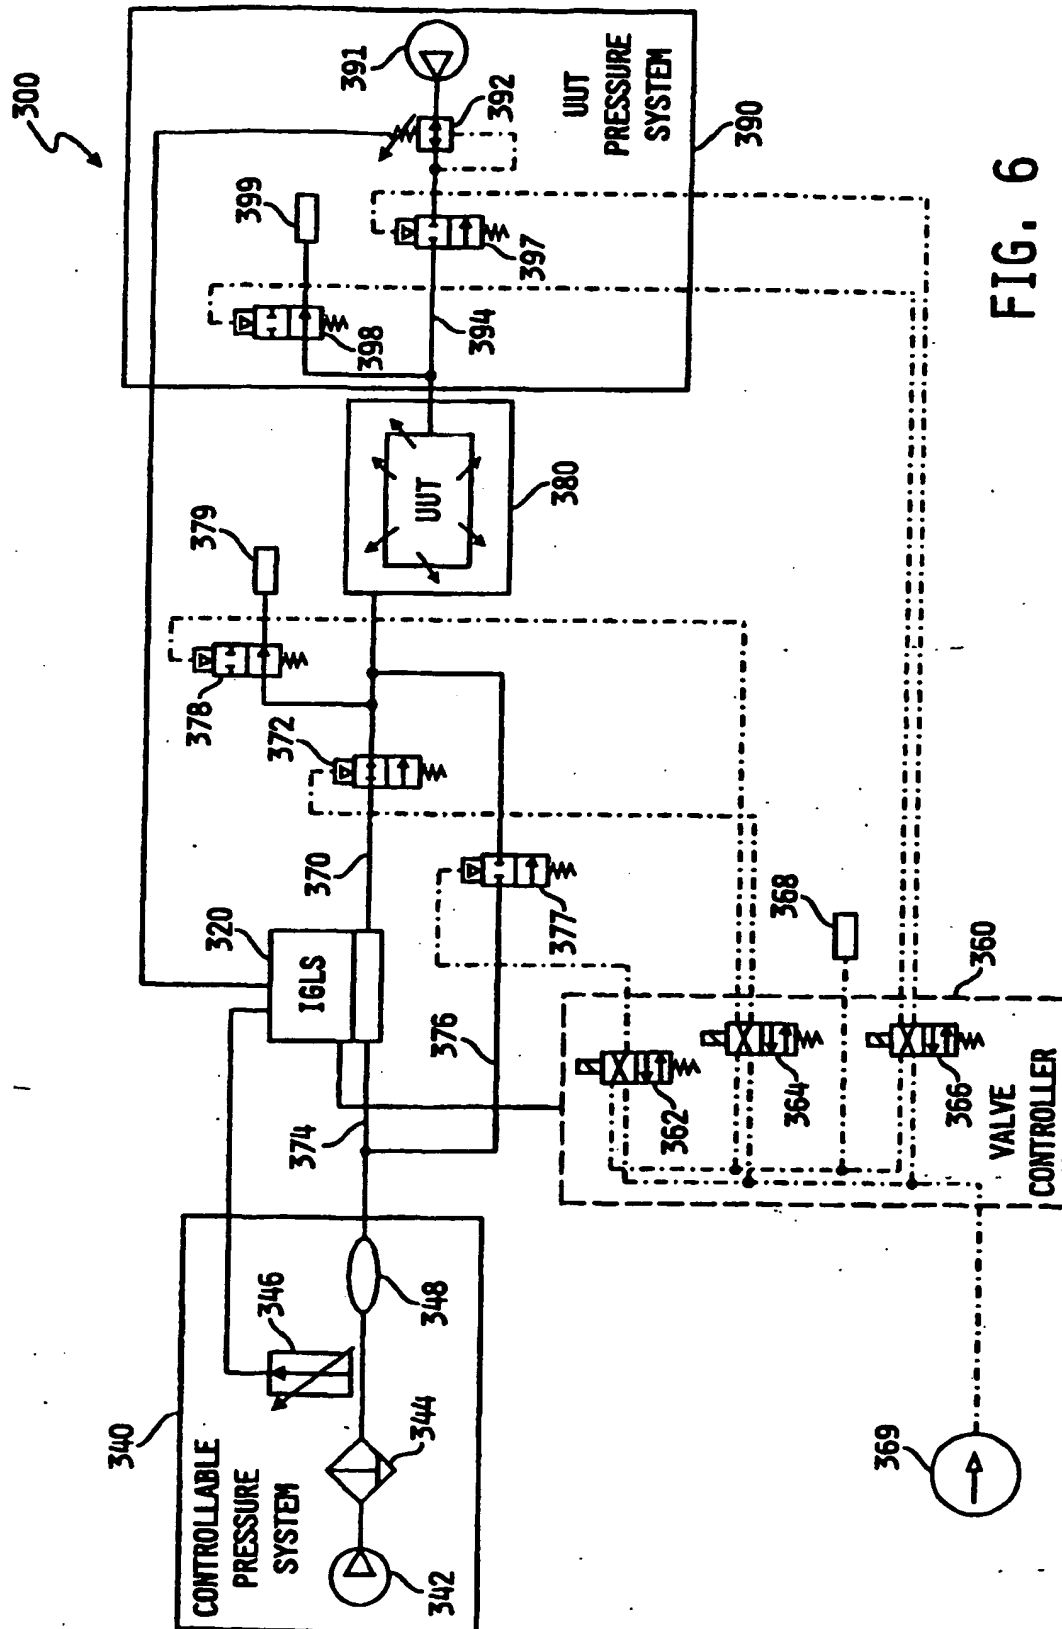 300
391
392
UUT
PRESSURE
SYSTEM
390
399
397
398
394
UUT
380
379
378
372
370
320
IGLS
377
376
374
368
360
362
364
366
VALVE
CONTROLLER
340
CONTROLLABLE
PRESSURE
SYSTEM
346
348
344
342
369
FIG. 6